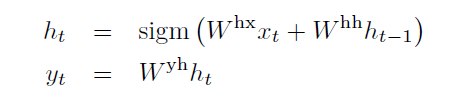 h_t = sigm (W^{hx} x_t + W^{hh} h_{t-1})
y_t = W^{yh} h_t